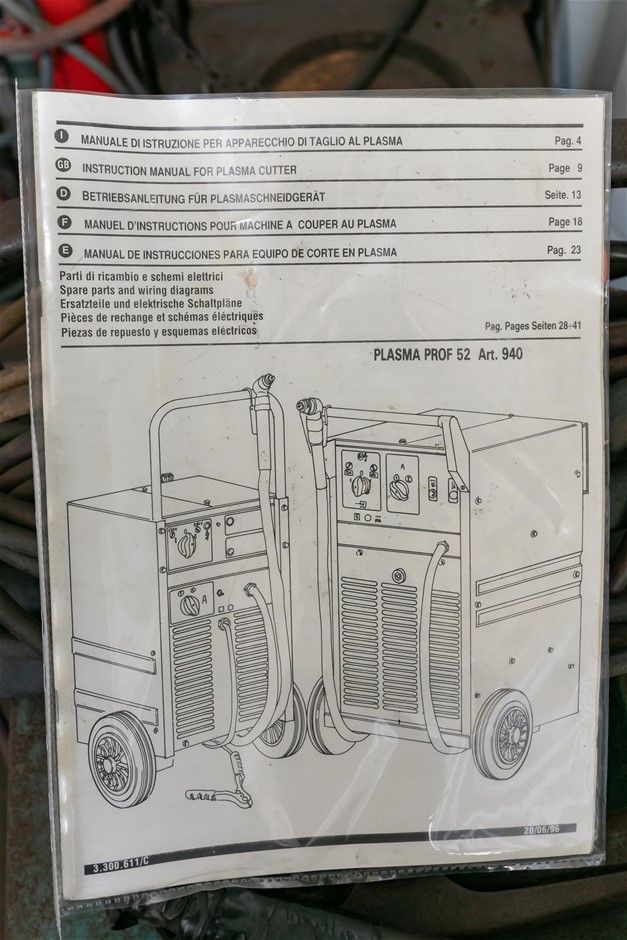 I MANUALE DI ISTRUZIONE PER APPARECCHIO DI TAGLIO AL PLASMA Pag. 4
GB INSTRUCTION MANUAL FOR PLASMA CUTTER Page 9
D BETRIEBSANLEITUNG FÜR PLASMASCHNEIDGERÄT Seite. 13
F MANUEL D'INSTRUCTIONS POUR MACHINE A COUPER AU PLASMA Page 18
E MANUAL DE INSTRUCCIONES PARA EQUIPO DE CORTE EN PLASMA Pag. 23
Parti di ricambio e schemi elettrici
Spare parts and wiring diagrams
Ersatzteile und elektrische Schaltpläne
Pièces de rechange et schémas éléctriques
Piezas de repuesto y esquemas eléctricos Pag. Pages Seiten 28÷41
PLASMA PROF 52 Art. 940
A
A
3.300.611/C 20/06/96